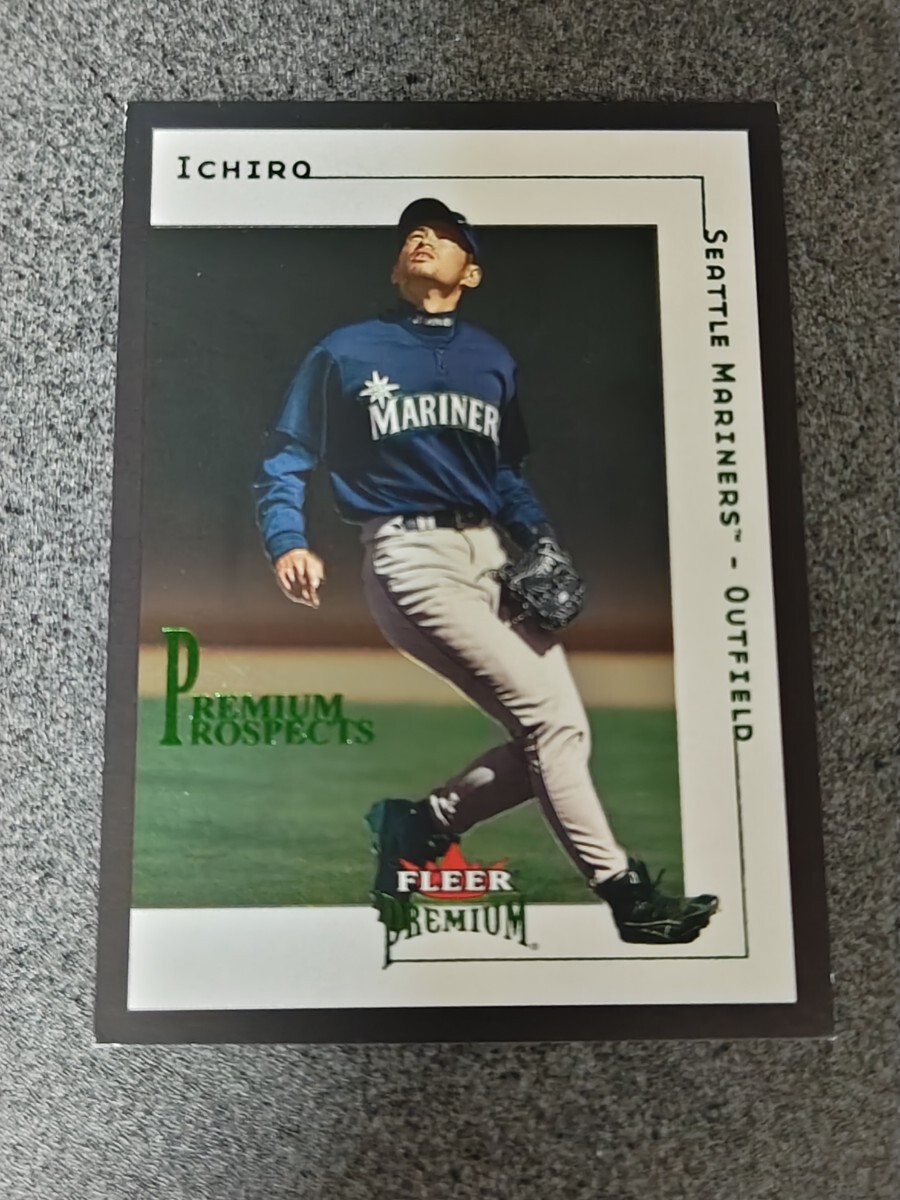 ICHIRO
SEATTLE MARINERS™ - OUTFIELD
MARINER
PREMIUM
PROSPECTS
FLEER
PREMIUM®